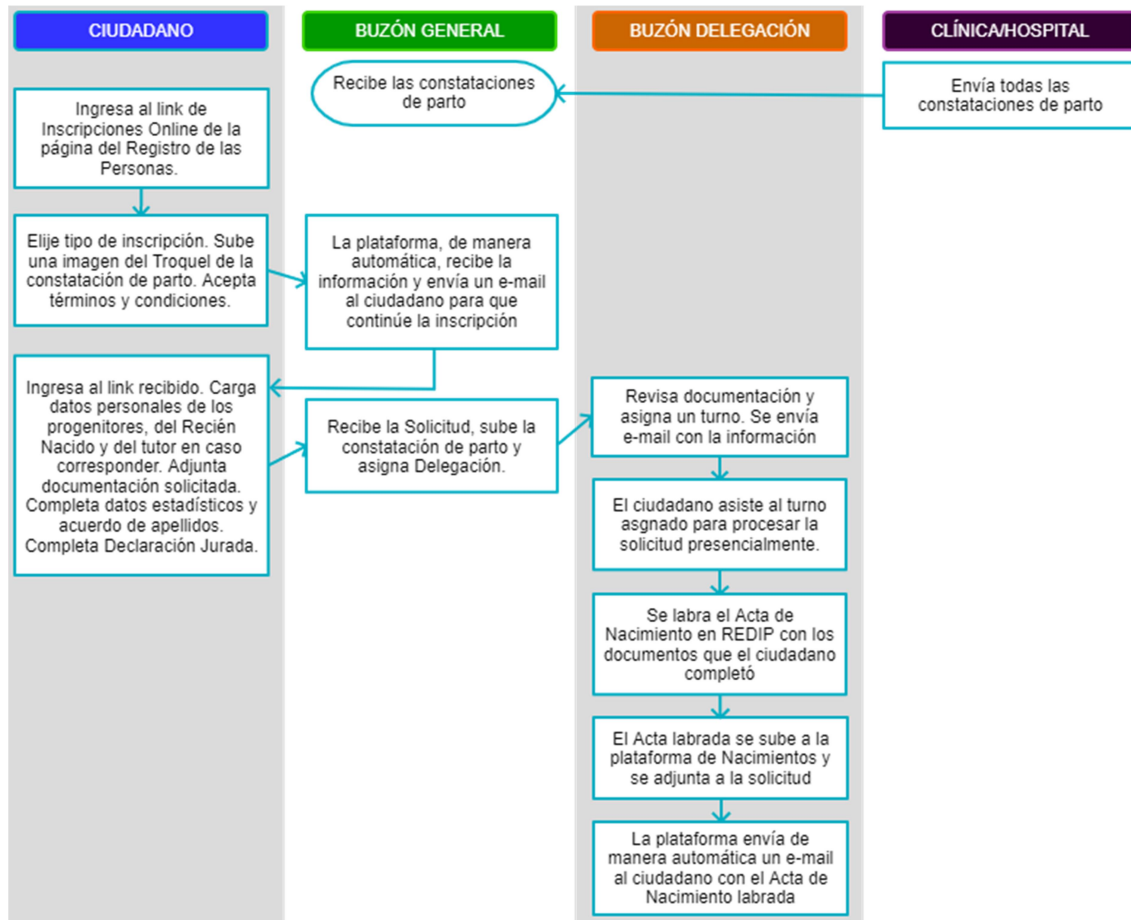 CIUDADANO
BUZÓN GENERAL
BUZÓN DELEGACIÓN
CLÍNICA/HOSPITAL
Recibe las constataciones
de parto
Envía todas las
constataciones de parto
Ingresa al link de
Inscripciones Online de la
página del Registro de las
Personas.
Elije tipo de inscripción. Sube
una imagen del Troquel de la
constatación de parto. Acepta
términos y condiciones.
La plataforma, de manera
automática, recibe la
información y envía un e-mail
al ciudadano para que
continúe la inscripción
Ingresa al link recibido. Carga
datos personales de los
progenitores, del Recién
Nacido y del tutor en caso
corresponder. Adjunta
documentación solicitada.
Completa datos estadísticos y
acuerdo de apellidos.
Completa Declaración Jurada.
Recibe la Solicitud, sube la
constatación de parto y
asigna Delegación.
Revisa documentación y
asigna un turno. Se envía
e-mail con la información
El ciudadano asiste al turno
asgnado para procesar la
solicitud presencialmente.
Se labra el Acta de
Nacimiento en REDIP con los
documentos que el ciudadano
completó
El Acta labrada se sube a la
plataforma de Nacimientos y
se adjunta a la solicitud
La plataforma envía de
manera automática un e-mail
al ciudadano con el Acta de
Nacimiento labrada